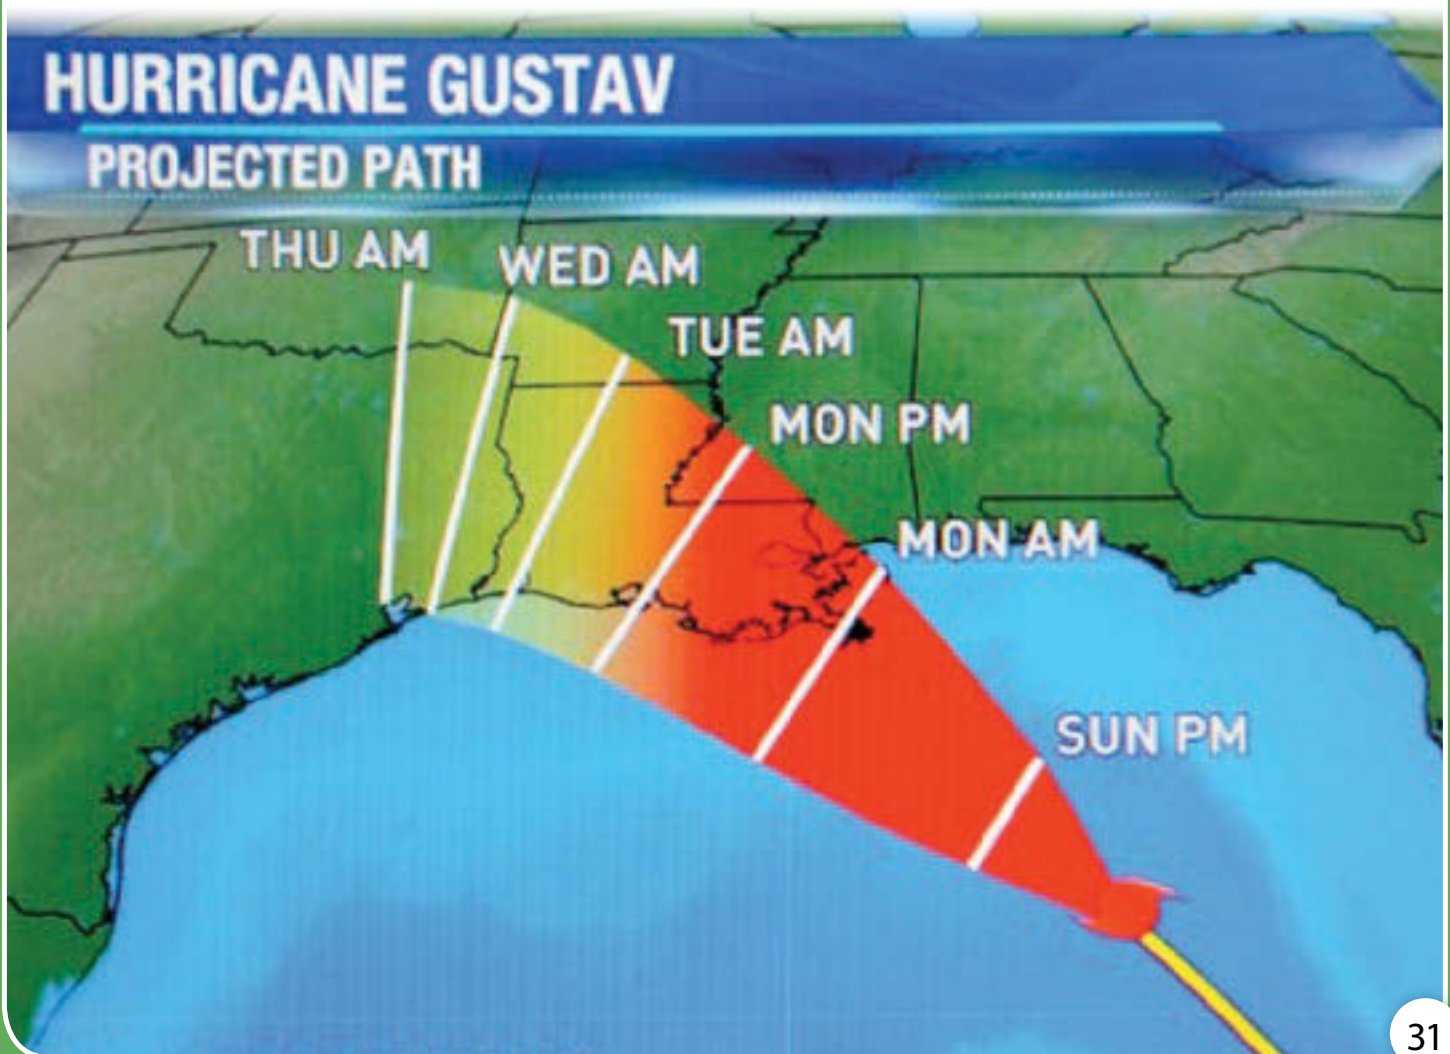 HURRICANE GUSTAV
PROJECTED PATH
THU AM
WED AM
TUE AM
MON PM
MON AM
SUN PM
31